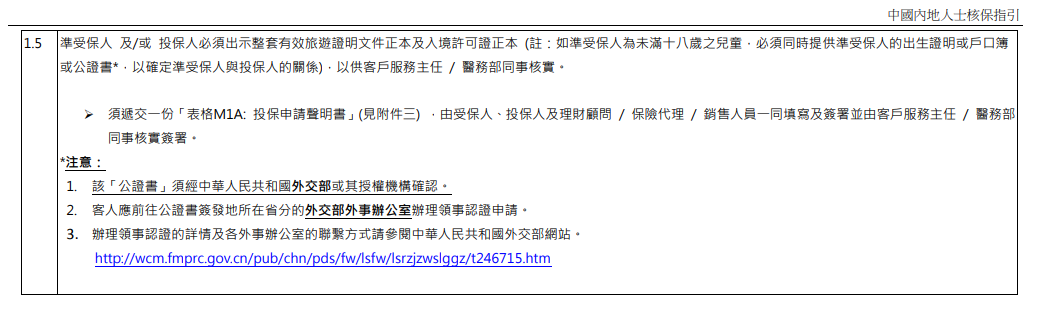 中國內地人士核保指引
1.5 準受保人 及/或 投保人必須出示整套有效旅遊證明文件正本及入境許可證正本 (註：如準受保人為未滿十八歲之兒童，必須同時提供準受保人的出生證明或戶口簿
或公證書*，以確定準受保人與投保人的關係)，以供客戶服務主任 / 醫務部同事核實。
➢ 須遞交一份「表格M1A: 投保申請聲明書」(見附件三) ，由受保人、投保人及理財顧問 / 保險代理 / 銷售人員一同填寫及簽署並由客戶服務主任 / 醫務部
同事核實簽署。
*注意：
1. 該「公證書」須經中華人民共和國外交部或其授權機構確認。
2. 客人應前往公證書簽發地所在省分的外交部外事辦公室辦理領事認證申請。
3. 辦理領事認證的詳情及各外事辦公室的聯繫方式請參閱中華人民共和國外交部網站。
http://wcm.fmprc.gov.cn/pub/chn/pds/fw/lsfw/lsrzjzwslggz/t246715.htm